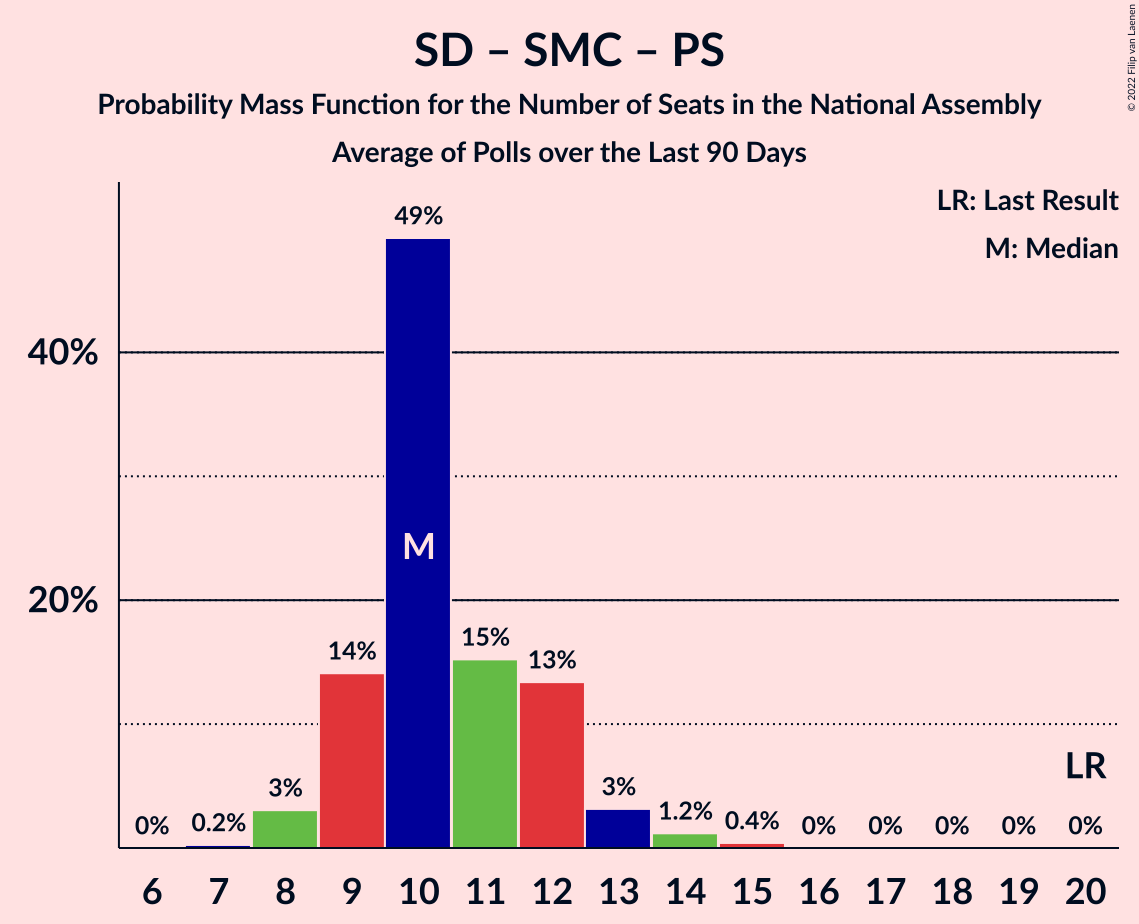 SD – SMC – PS
Probability Mass Function for the Number of Seats in the National Assembly
Average of Polls over the Last 90 Days
© 2022 Filip van Laenen
LR: Last Result
M: Median
49%
40%
M
20%
14%
15%
13%
LR
3%
3%
0%
0.2%
1.2%
0.4%
0%
0%
0%
0%
0%
6 7 8 9 10 11 12 13 14 15 16 17 18 19 20